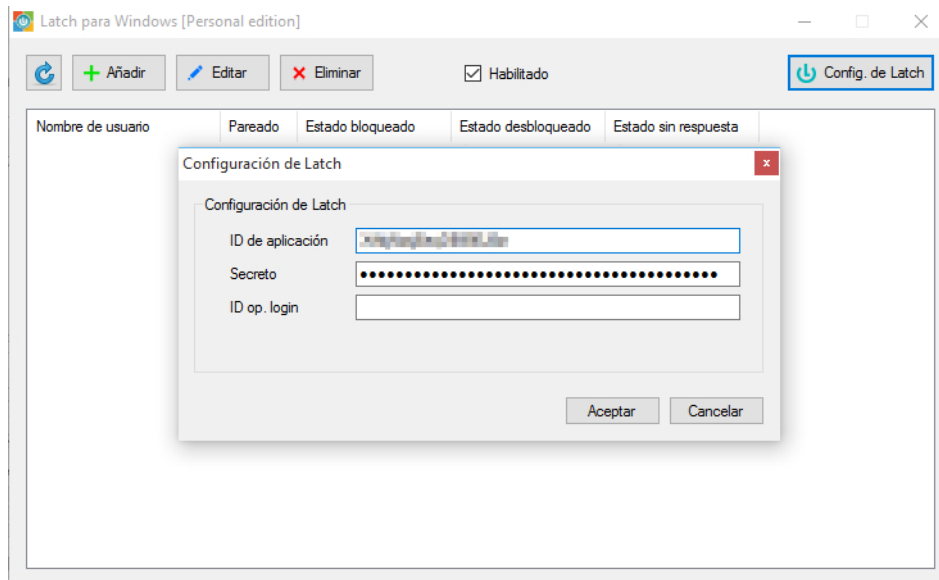 Latch para Windows [Personal edition]
Añadir Editar Eliminar Habilitado Config. de Latch
Nombre de usuario Pareado Estado bloqueado Estado desbloqueado Estado sin respuesta
Configuración de Latch
Configuración de Latch
ID de aplicación
Secreto
ID op. login
Aceptar Cancelar